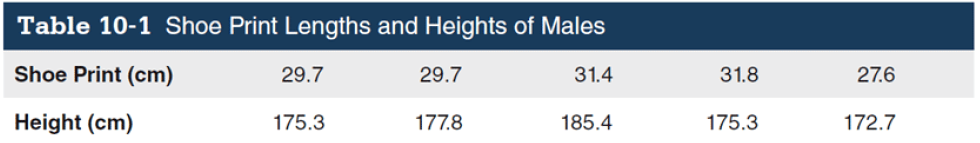 Table 10-1 Shoe Print Lengths and Heights of Males
Shoe Print (cm) 29.7 29.7 31.4 31.8 27.6
Height (cm) 175.3 177.8 185.4 175.3 172.7